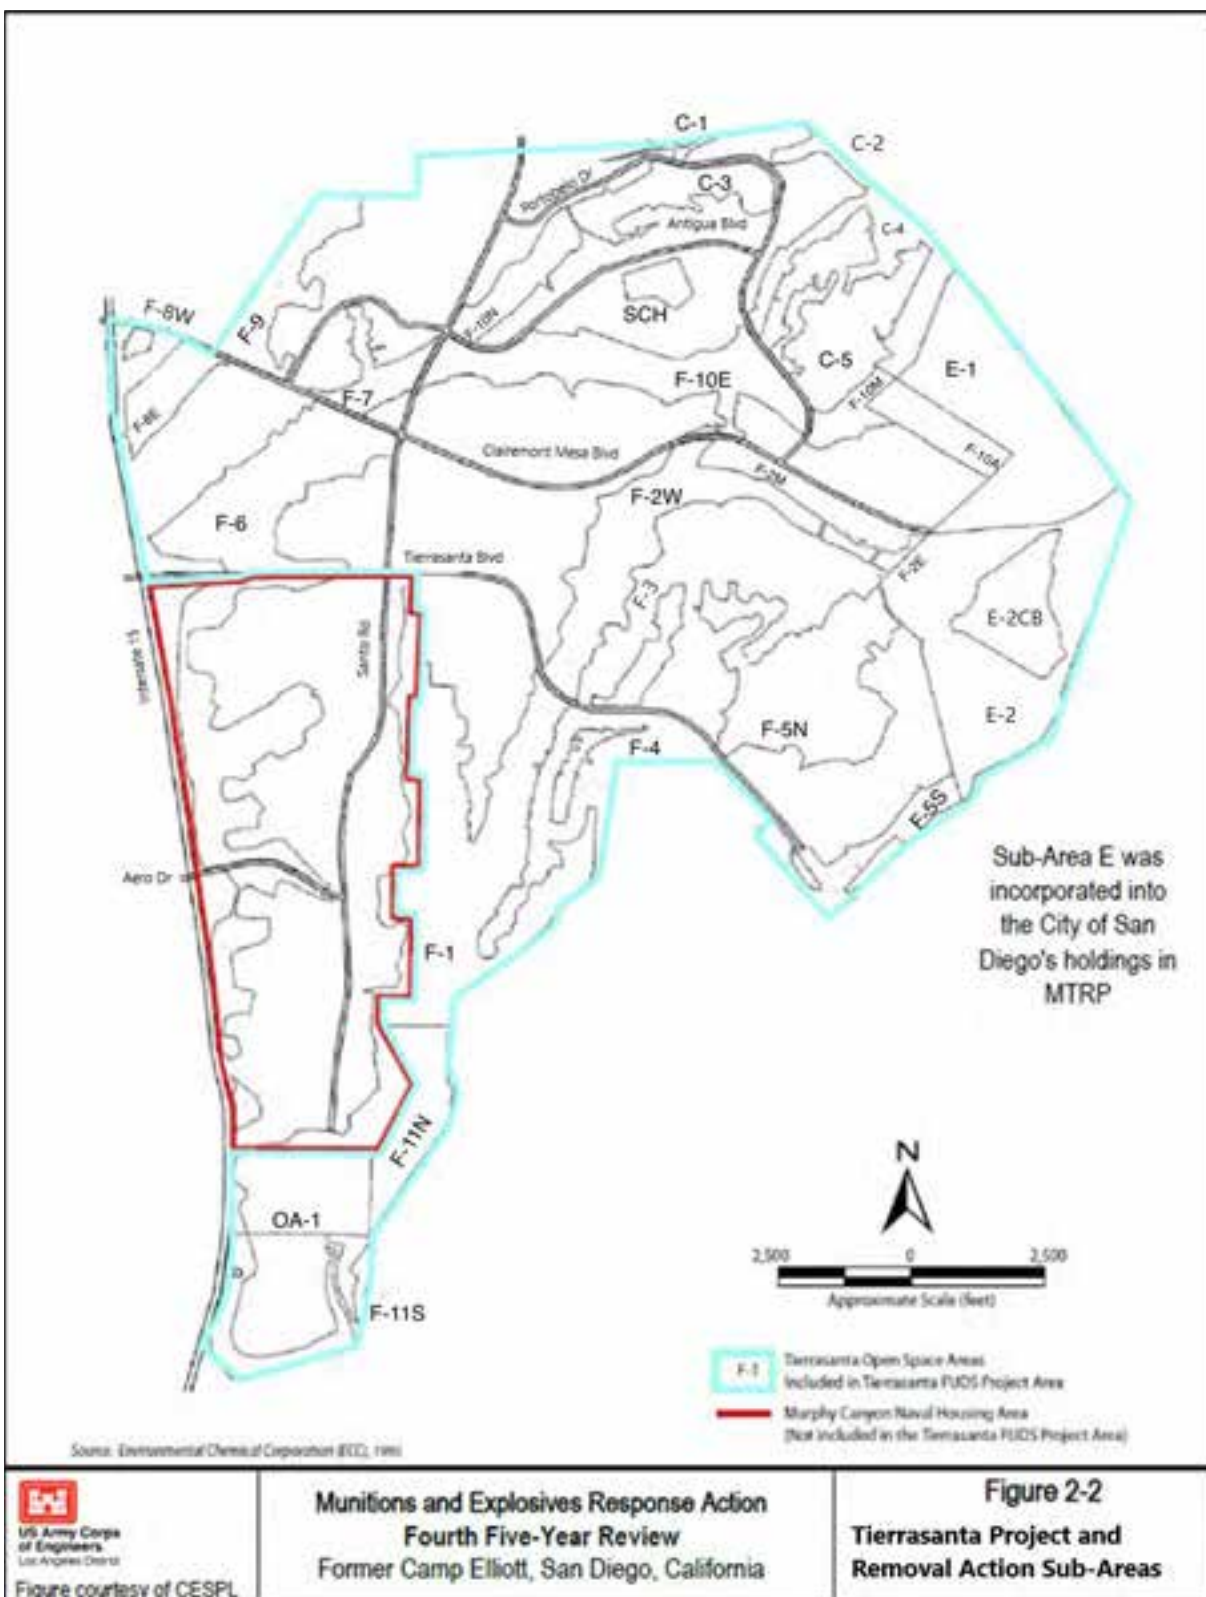 C-1
C-2
Portobelo Dr
C-3
Antigua Blvd
C-4
F-8W
F-9
F-10N
SCH
C-5
E-1
F-10E
F-7
F-10M
F-8E
Clairemont Mesa Blvd
F-10A
F-2M
F-2W
F-6
Tierrasanta Blvd
F-2E
F-3
E-2CB
Interstate 15
Santo Rd
E-2
F-5N
F-4
F-5S
Aero Dr
Sub-Area E was
incorporated into
the City of San
Diego's holdings in
MTRP
F-1
F-11N
N
OA-1
2,500 0 2,500
Approximate Scale (feet)
F-11S
F-1
Tierrasanta Open Space Areas
Included in Tierrasanta FUDS Project Area
Murphy Canyon Naval Housing Area
(Not included in the Tierrasanta FUDS Project Area)
Source: Environmental Chemical Corporation (ECC), 1995
US Army Corps
of Engineers
Los Angeles District
Figure courtesy of CESPL
Munitions and Explosives Response Action
Fourth Five-Year Review
Former Camp Elliott, San Diego, California
Figure 2-2
Tierrasanta Project and
Removal Action Sub-Areas